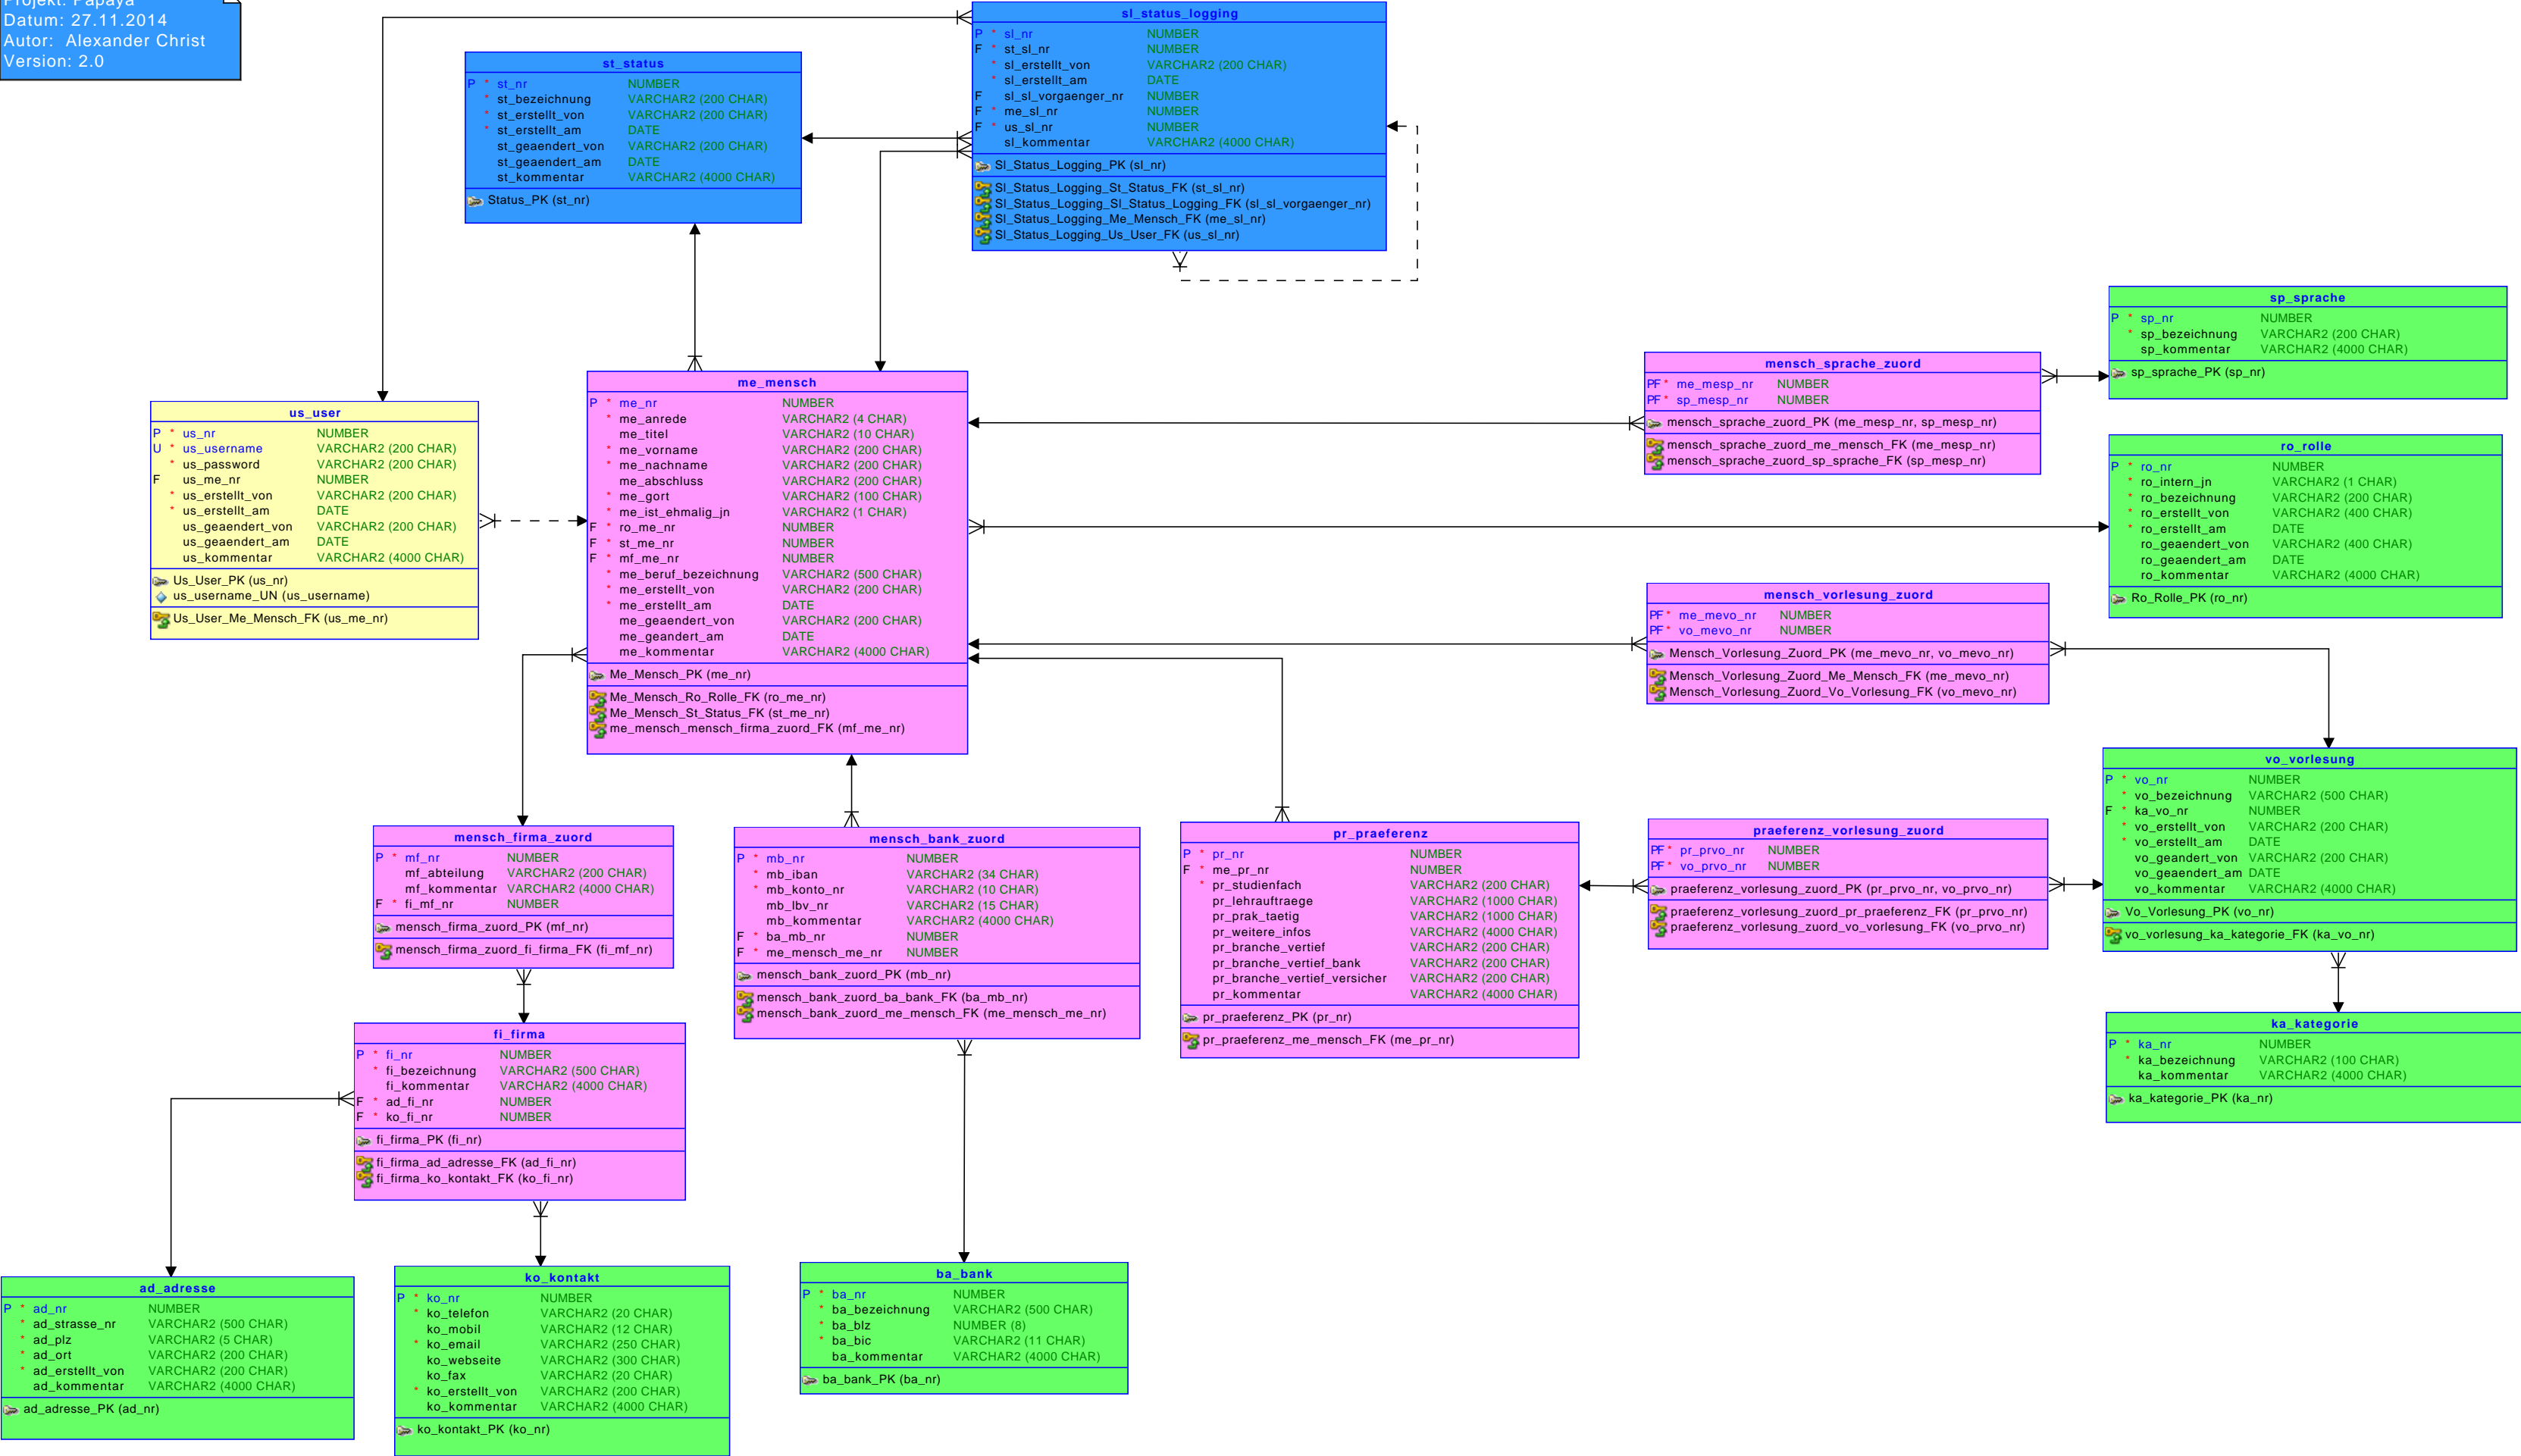 Projekt: Papaya
Datum: 27.11.2014
Autor: Alexander Christ
Version: 2.0
sl_status_logging
P * sl_nr NUMBER
F * st_sl_nr NUMBER
* sl_erstellt_von VARCHAR2 (200 CHAR)
* sl_erstellt_am DATE
F sl_sl_vorgaenger_nr NUMBER
F * me_sl_nr NUMBER
F * us_sl_nr NUMBER
sl_kommentar VARCHAR2 (4000 CHAR)
Sl_Status_Logging_PK (sl_nr)
Sl_Status_Logging_St_Status_FK (st_sl_nr)
Sl_Status_Logging_Sl_Status_Logging_FK (sl_sl_vorgaenger_nr)
Sl_Status_Logging_Me_Mensch_FK (me_sl_nr)
Sl_Status_Logging_Us_User_FK (us_sl_nr)
st_status
P * st_nr NUMBER
* st_bezeichnung VARCHAR2 (200 CHAR)
* st_erstellt_von VARCHAR2 (200 CHAR)
* st_erstellt_am DATE
st_geaendert_von VARCHAR2 (200 CHAR)
st_geaendert_am DATE
st_kommentar VARCHAR2 (4000 CHAR)
Status_PK (st_nr)
sp_sprache
P * sp_nr NUMBER
* sp_bezeichnung VARCHAR2 (200 CHAR)
sp_kommentar VARCHAR2 (4000 CHAR)
sp_sprache_PK (sp_nr)
mensch_sprache_zuord
PF * me_mesp_nr NUMBER
PF * sp_mesp_nr NUMBER
mensch_sprache_zuord_PK (me_mesp_nr, sp_mesp_nr)
mensch_sprache_zuord_me_mensch_FK (me_mesp_nr)
mensch_sprache_zuord_sp_sprache_FK (sp_mesp_nr)
me_mensch
P * me_nr NUMBER
* me_anrede VARCHAR2 (4 CHAR)
me_titel VARCHAR2 (10 CHAR)
* me_vorname VARCHAR2 (200 CHAR)
* me_nachname VARCHAR2 (200 CHAR)
me_abschluss VARCHAR2 (200 CHAR)
* me_gort VARCHAR2 (100 CHAR)
* me_ist_ehmalig_jn VARCHAR2 (1 CHAR)
F * ro_me_nr NUMBER
F * st_me_nr NUMBER
F * mf_me_nr NUMBER
* me_beruf_bezeichnung VARCHAR2 (500 CHAR)
* me_erstellt_von VARCHAR2 (200 CHAR)
* me_erstellt_am DATE
me_geaendert_von VARCHAR2 (200 CHAR)
me_geandert_am DATE
me_kommentar VARCHAR2 (4000 CHAR)
Me_Mensch_PK (me_nr)
Me_Mensch_Ro_Rolle_FK (ro_me_nr)
Me_Mensch_St_Status_FK (st_me_nr)
me_mensch_mensch_firma_zuord_FK (mf_me_nr)
us_user
P * us_nr NUMBER
U * us_username VARCHAR2 (200 CHAR)
* us_password VARCHAR2 (200 CHAR)
F us_me_nr NUMBER
* us_erstellt_von VARCHAR2 (200 CHAR)
* us_erstellt_am DATE
us_geaendert_von VARCHAR2 (200 CHAR)
us_geaendert_am DATE
us_kommentar VARCHAR2 (4000 CHAR)
Us_User_PK (us_nr)
us_username_UN (us_username)
Us_User_Me_Mensch_FK (us_me_nr)
ro_rolle
P * ro_nr NUMBER
* ro_intern_jn VARCHAR2 (1 CHAR)
* ro_bezeichnung VARCHAR2 (200 CHAR)
* ro_erstellt_von VARCHAR2 (400 CHAR)
* ro_erstellt_am DATE
ro_geaendert_von VARCHAR2 (400 CHAR)
ro_geaendert_am DATE
ro_kommentar VARCHAR2 (4000 CHAR)
Ro_Rolle_PK (ro_nr)
mensch_vorlesung_zuord
PF * me_mevo_nr NUMBER
PF * vo_mevo_nr NUMBER
Mensch_Vorlesung_Zuord_PK (me_mevo_nr, vo_mevo_nr)
Mensch_Vorlesung_Zuord_Me_Mensch_FK (me_mevo_nr)
Mensch_Vorlesung_Zuord_Vo_Vorlesung_FK (vo_mevo_nr)
vo_vorlesung
P * vo_nr NUMBER
* vo_bezeichnung VARCHAR2 (500 CHAR)
F * ka_vo_nr NUMBER
* vo_erstellt_von VARCHAR2 (200 CHAR)
* vo_erstellt_am DATE
vo_geandert_von VARCHAR2 (200 CHAR)
vo_geaendert_am DATE
vo_kommentar VARCHAR2 (4000 CHAR)
Vo_Vorlesung_PK (vo_nr)
vo_vorlesung_ka_kategorie_FK (ka_vo_nr)
mensch_firma_zuord
P * mf_nr NUMBER
mf_abteilung VARCHAR2 (200 CHAR)
mf_kommentar VARCHAR2 (4000 CHAR)
F * fi_mf_nr NUMBER
mensch_firma_zuord_PK (mf_nr)
mensch_firma_zuord_fi_firma_FK (fi_mf_nr)
mensch_bank_zuord
P * mb_nr NUMBER
* mb_iban VARCHAR2 (34 CHAR)
* mb_konto_nr VARCHAR2 (10 CHAR)
mb_lbv_nr VARCHAR2 (15 CHAR)
mb_kommentar VARCHAR2 (4000 CHAR)
F * ba_mb_nr NUMBER
F * me_mensch_me_nr NUMBER
mensch_bank_zuord_PK (mb_nr)
mensch_bank_zuord_ba_bank_FK (ba_mb_nr)
mensch_bank_zuord_me_mensch_FK (me_mensch_me_nr)
pr_praeferenz
P * pr_nr NUMBER
F * me_pr_nr NUMBER
* pr_studienfach VARCHAR2 (200 CHAR)
pr_lehrauftraege VARCHAR2 (1000 CHAR)
pr_prak_taetig VARCHAR2 (1000 CHAR)
pr_weitere_infos VARCHAR2 (4000 CHAR)
pr_branche_vertief VARCHAR2 (200 CHAR)
pr_branche_vertief_bank VARCHAR2 (200 CHAR)
pr_branche_vertief_versicher VARCHAR2 (200 CHAR)
pr_kommentar VARCHAR2 (4000 CHAR)
pr_praeferenz_PK (pr_nr)
pr_praeferenz_me_mensch_FK (me_pr_nr)
praeferenz_vorlesung_zuord
PF * pr_prvo_nr NUMBER
PF * vo_prvo_nr NUMBER
praeferenz_vorlesung_zuord_PK (pr_prvo_nr, vo_prvo_nr)
praeferenz_vorlesung_zuord_pr_praeferenz_FK (pr_prvo_nr)
praeferenz_vorlesung_zuord_vo_vorlesung_FK (vo_prvo_nr)
ka_kategorie
P * ka_nr NUMBER
* ka_bezeichnung VARCHAR2 (100 CHAR)
ka_kommentar VARCHAR2 (4000 CHAR)
ka_kategorie_PK (ka_nr)
fi_firma
P * fi_nr NUMBER
* fi_bezeichnung VARCHAR2 (500 CHAR)
fi_kommentar VARCHAR2 (4000 CHAR)
F * ad_fi_nr NUMBER
F * ko_fi_nr NUMBER
fi_firma_PK (fi_nr)
fi_firma_ad_adresse_FK (ad_fi_nr)
fi_firma_ko_kontakt_FK (ko_fi_nr)
ad_adresse
P * ad_nr NUMBER
* ad_strasse_nr VARCHAR2 (500 CHAR)
* ad_plz VARCHAR2 (5 CHAR)
* ad_ort VARCHAR2 (200 CHAR)
* ad_erstellt_von VARCHAR2 (200 CHAR)
ad_kommentar VARCHAR2 (4000 CHAR)
ad_adresse_PK (ad_nr)
ko_kontakt
P * ko_nr NUMBER
* ko_telefon VARCHAR2 (20 CHAR)
ko_mobil VARCHAR2 (12 CHAR)
* ko_email VARCHAR2 (250 CHAR)
ko_webseite VARCHAR2 (300 CHAR)
ko_fax VARCHAR2 (20 CHAR)
* ko_erstellt_von VARCHAR2 (200 CHAR)
ko_kommentar VARCHAR2 (4000 CHAR)
ko_kontakt_PK (ko_nr)
ba_bank
P * ba_nr NUMBER
* ba_bezeichnung VARCHAR2 (500 CHAR)
* ba_blz NUMBER (8)
* ba_bic VARCHAR2 (11 CHAR)
ba_kommentar VARCHAR2 (4000 CHAR)
ba_bank_PK (ba_nr)